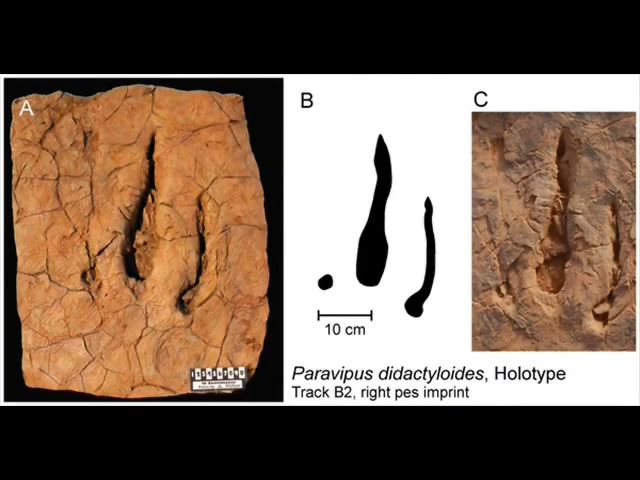 A
B
C
10 cm
Paravipus didactyloides, Holotype
Track B2, right pes imprint